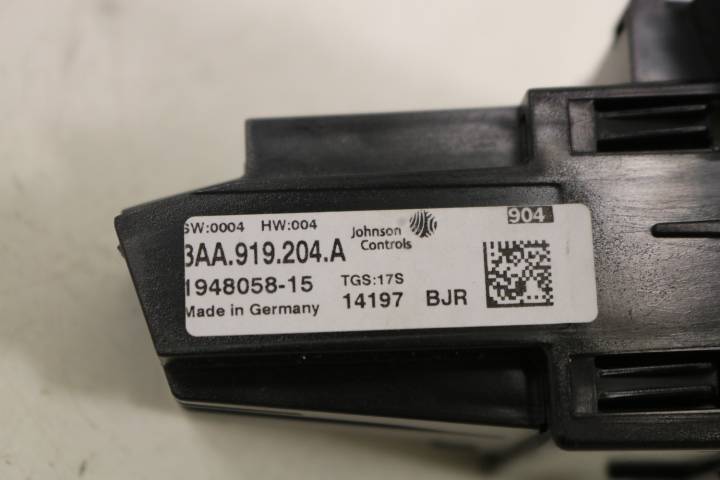 SW:0004 HW:004
Johnson
Controls
904
3AA.919.204.A
1948058-15
TGS:17S
Made in Germany
14197 BJR